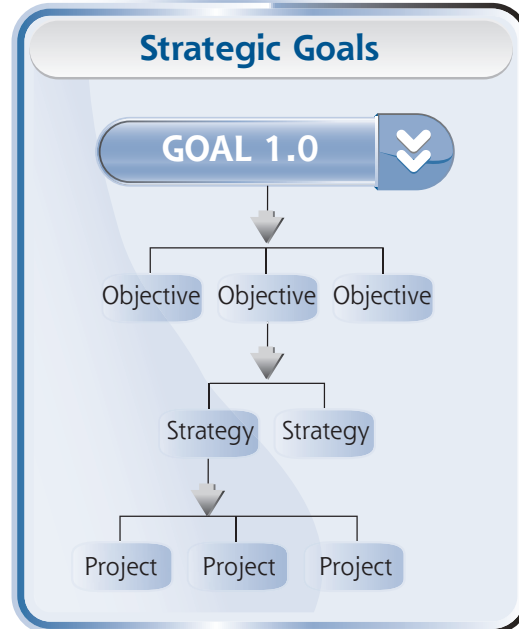 Strategic Goals
GOAL 1.0
Objective Objective Objective
Strategy Strategy
Project Project Project